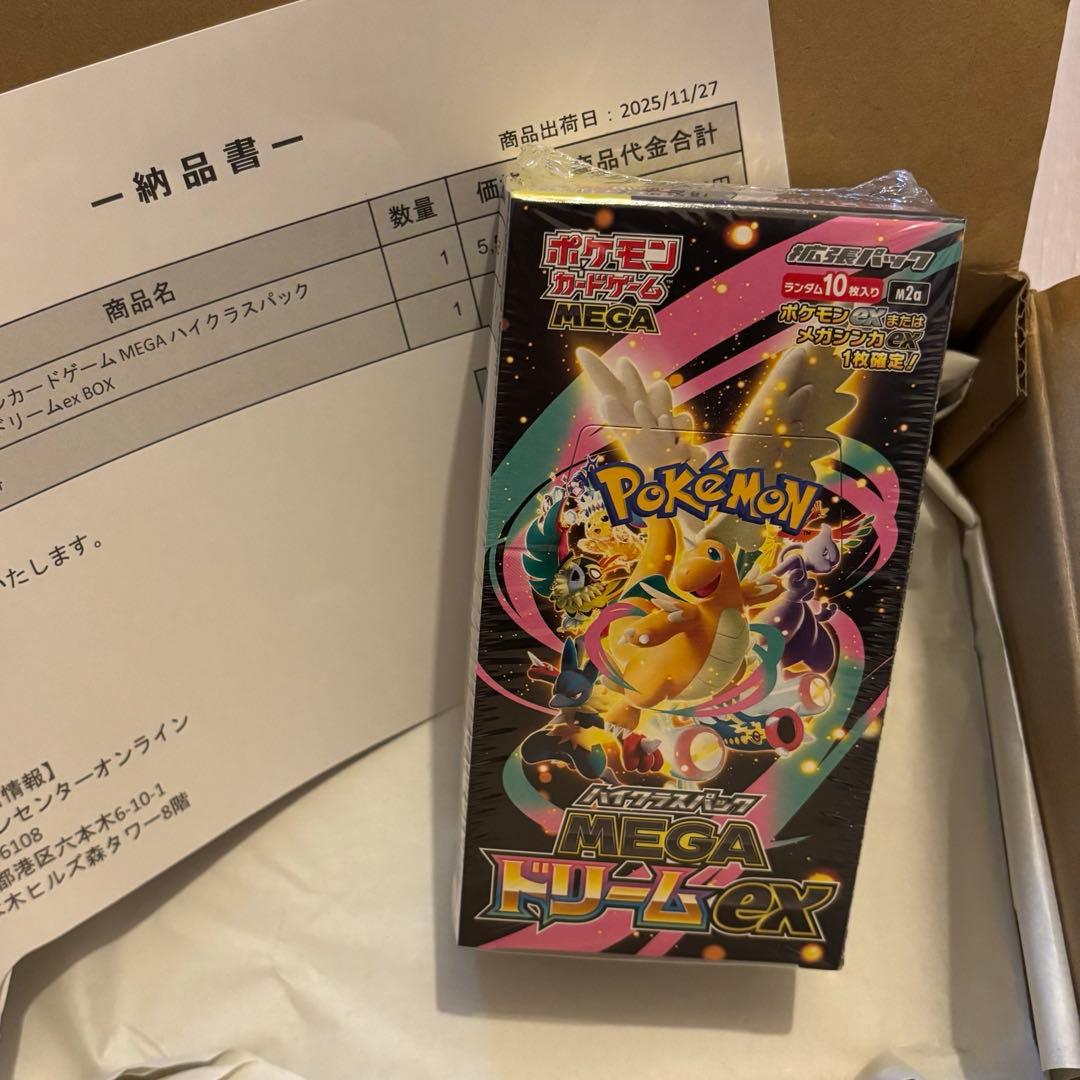 ー納品書ー
商品出荷日：2025/11/27
商品名
数量
商品代金合計
カードゲーム MEGA ハイクラスパック
ドリームex BOX
1
5,
1
円
いたします。
情報】
ンセンターオンライン
6108
都港区六本木6-10-1
木ヒルズ森タワー8階
ポケモン
カードゲーム
MEGA
拡張パック
ランダム10枚入り M2a
ポケモンexまたは
メガシンカex
1枚確定！
POKéMON
ハイクラスパック
MEGA
ドリームex